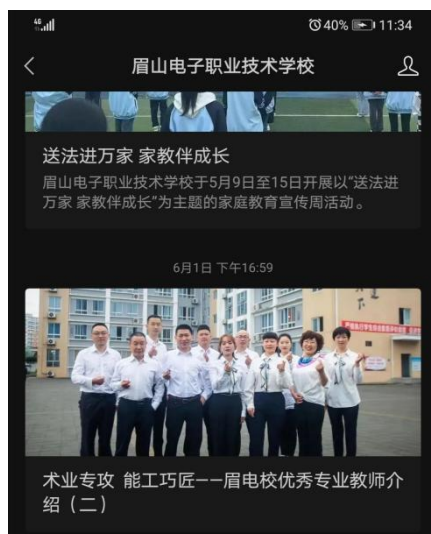 4G
40% 11:34
眉山电子职业技术学校
送法进万家 家教伴成长
眉山电子职业技术学校于5月9日至15日开展以“送法进
万家 家教伴成长”为主题的家庭教育宣传周活动。
6月1日 下午16:59
术业专攻 能工巧匠——眉电校优秀专业教师介
绍（二）